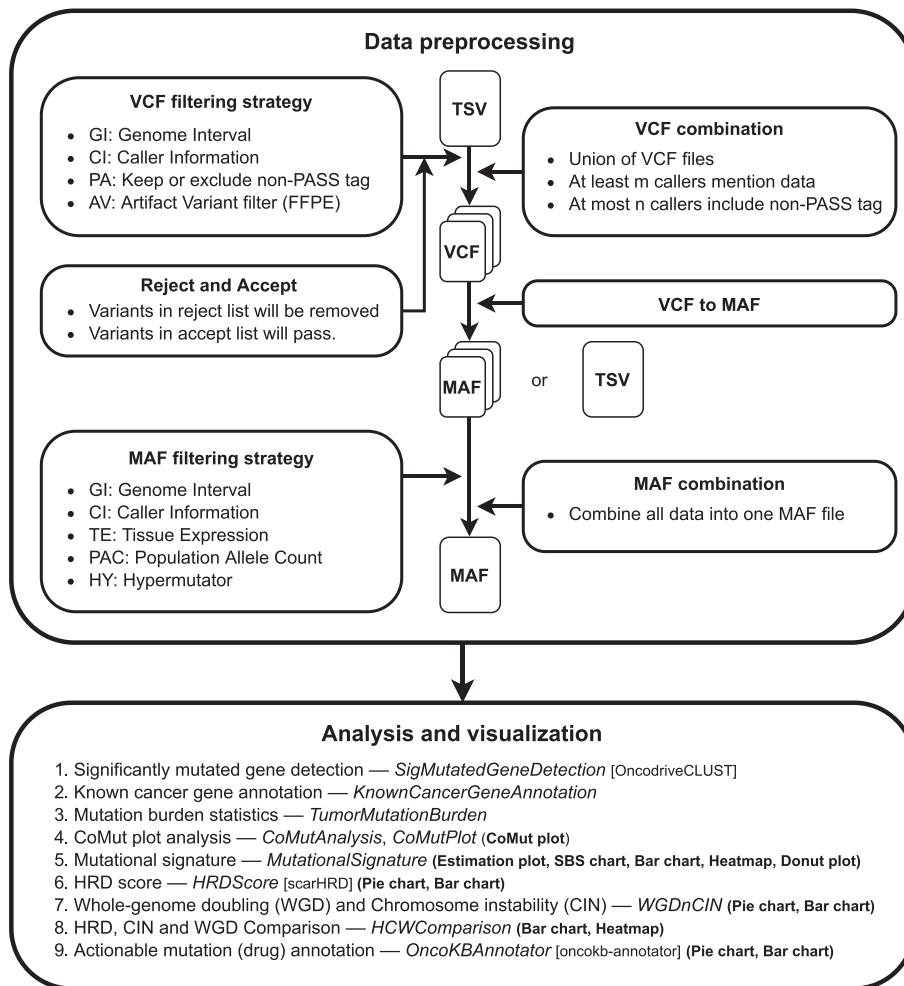 Data preprocessing
VCF filtering strategy
• GI: Genome Interval
• CI: Caller Information
• PA: Keep or exclude non-PASS tag
• AV: Artifact Variant filter (FFPE)
TSV
VCF combination
• Union of VCF files
• At least m callers mention data
• At most n callers include non-PASS tag
VCF
Reject and Accept
• Variants in reject list will be removed
• Variants in accept list will pass.
VCF to MAF
MAF
or
TSV
MAF filtering strategy
• GI: Genome Interval
• CI: Caller Information
• TE: Tissue Expression
• PAC: Population Allele Count
• HY: Hypermutator
MAF combination
• Combine all data into one MAF file
MAF
Analysis and visualization
1. Significantly mutated gene detection — SigMutatedGeneDetection [OncodriveCLUST]
2. Known cancer gene annotation — KnownCancerGeneAnnotation
3. Mutation burden statistics — TumorMutationBurden
4. CoMut plot analysis — CoMutAnalysis, CoMutPlot (CoMut plot)
5. Mutational signature — MutationalSignature (Estimation plot, SBS chart, Bar chart, Heatmap, Donut plot)
6. HRD score — HRDScore [scarHRD] (Pie chart, Bar chart)
7. Whole-genome doubling (WGD) and Chromosome instability (CIN) — WGDnCIN (Pie chart, Bar chart)
8. HRD, CIN and WGD Comparison — HCWComparison (Bar chart, Heatmap)
9. Actionable mutation (drug) annotation — OncoKBAnnotator [oncokb-annotator] (Pie chart, Bar chart)